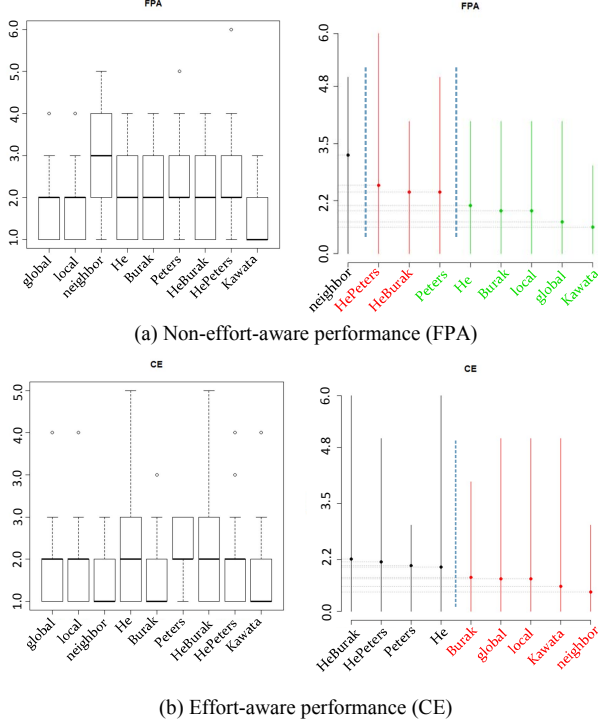 FPA
6.0
5.0
4.0
3.0
2.0
1.0
global
local
neighbor
He
Burak
Peters
HeBurak
HePeters
Kawata
FPA
6.0
4.8
3.5
2.2
0.0
neighbor
HePeters
HeBurak
Peters
He
Burak
local
global
Kawata
(a) Non-effort-aware performance (FPA)
CE
5.0
4.0
3.0
3.0
2.0
1.0
global
local
neighbor
He
Burak
Peters
HeBurak
HePeters
Kawata
CE
6.0
4.8
3.5
2.2
0.0
HeBurak
HePeters
Peters
He
Burak
global
local
Kawata
neighbor
(b) Effort-aware performance (CE)